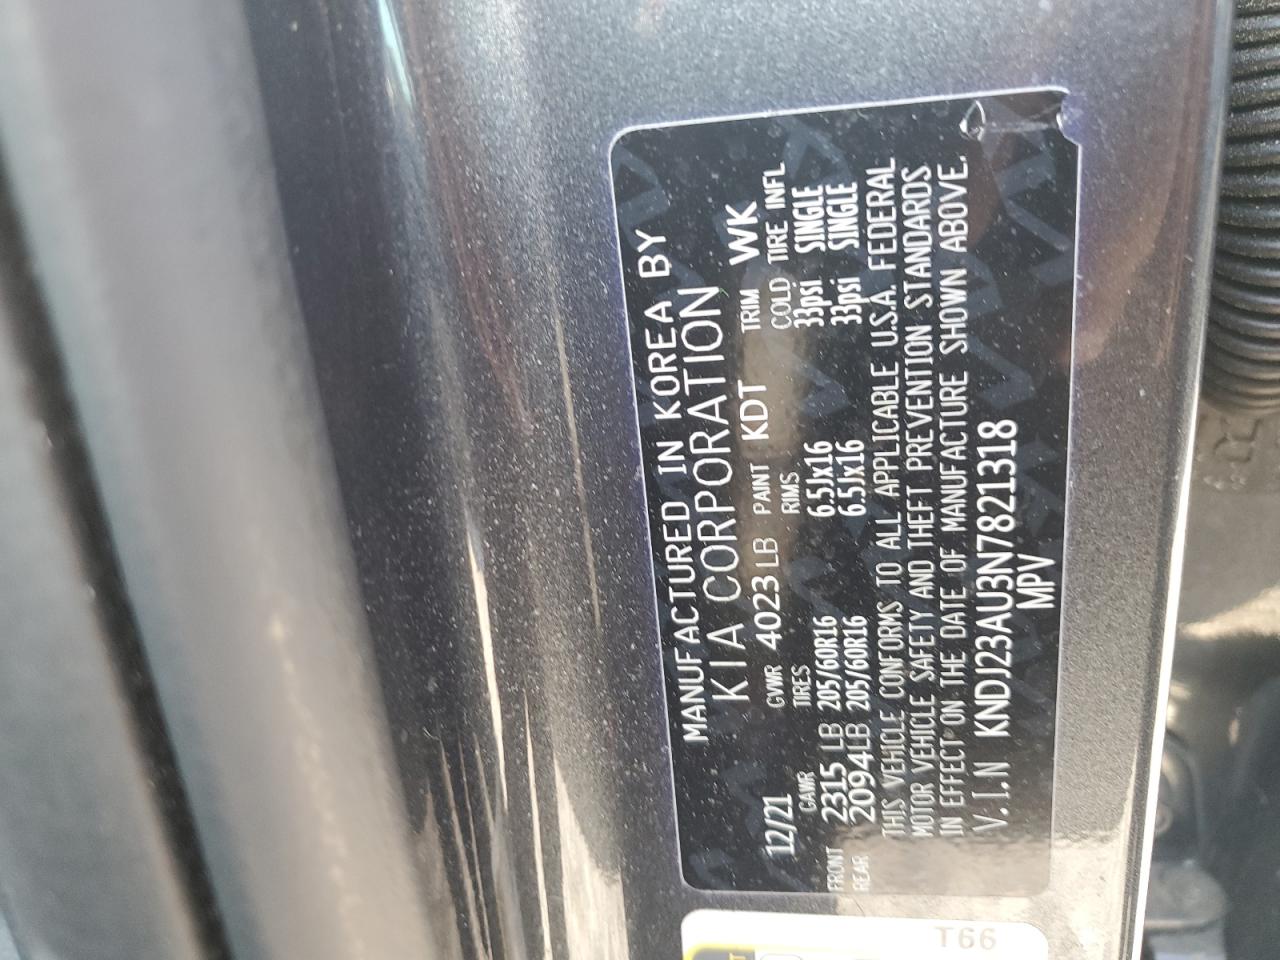 MANUFACTURED IN KOREA BY
KIA CORPORATION
12/21 GVWR 4023 LB PAINT KDT TRIM WK
GAWR TIRES RIMS COLD TIRE INFL
FRONT 2315 LB 205/60R16 6.5Jx16 33psi SINGLE
REAR 2094LB 205/60R16 6.5Jx16 33psi SINGLE
THIS VEHICLE CONFORMS TO ALL APPLICABLE U.S.A. FEDERAL
MOTOR VEHICLE SAFETY AND THEFT PREVENTION STANDARDS
IN EFFECT ON THE DATE OF MANUFACTURE SHOWN ABOVE.
V.I.N KNDJ23AU3N7821318
MPV
T66